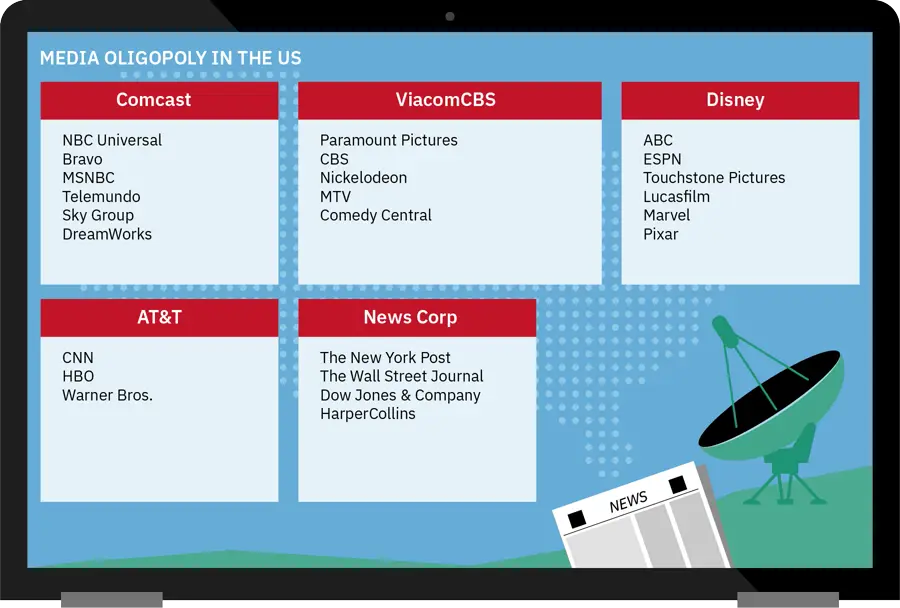 MEDIA OLIGOPOLY IN THE US
Comcast
NBC Universal
Bravo
MSNBC
Telemundo
Sky Group
DreamWorks
ViacomCBS
Paramount Pictures
CBS
Nickelodeon
MTV
Comedy Central
Disney
ABC
ESPN
Touchstone Pictures
Lucasfilm
Marvel
Pixar
AT&T
CNN
HBO
Warner Bros.
News Corp
The New York Post
The Wall Street Journal
Dow Jones & Company
HarperCollins
NEWS